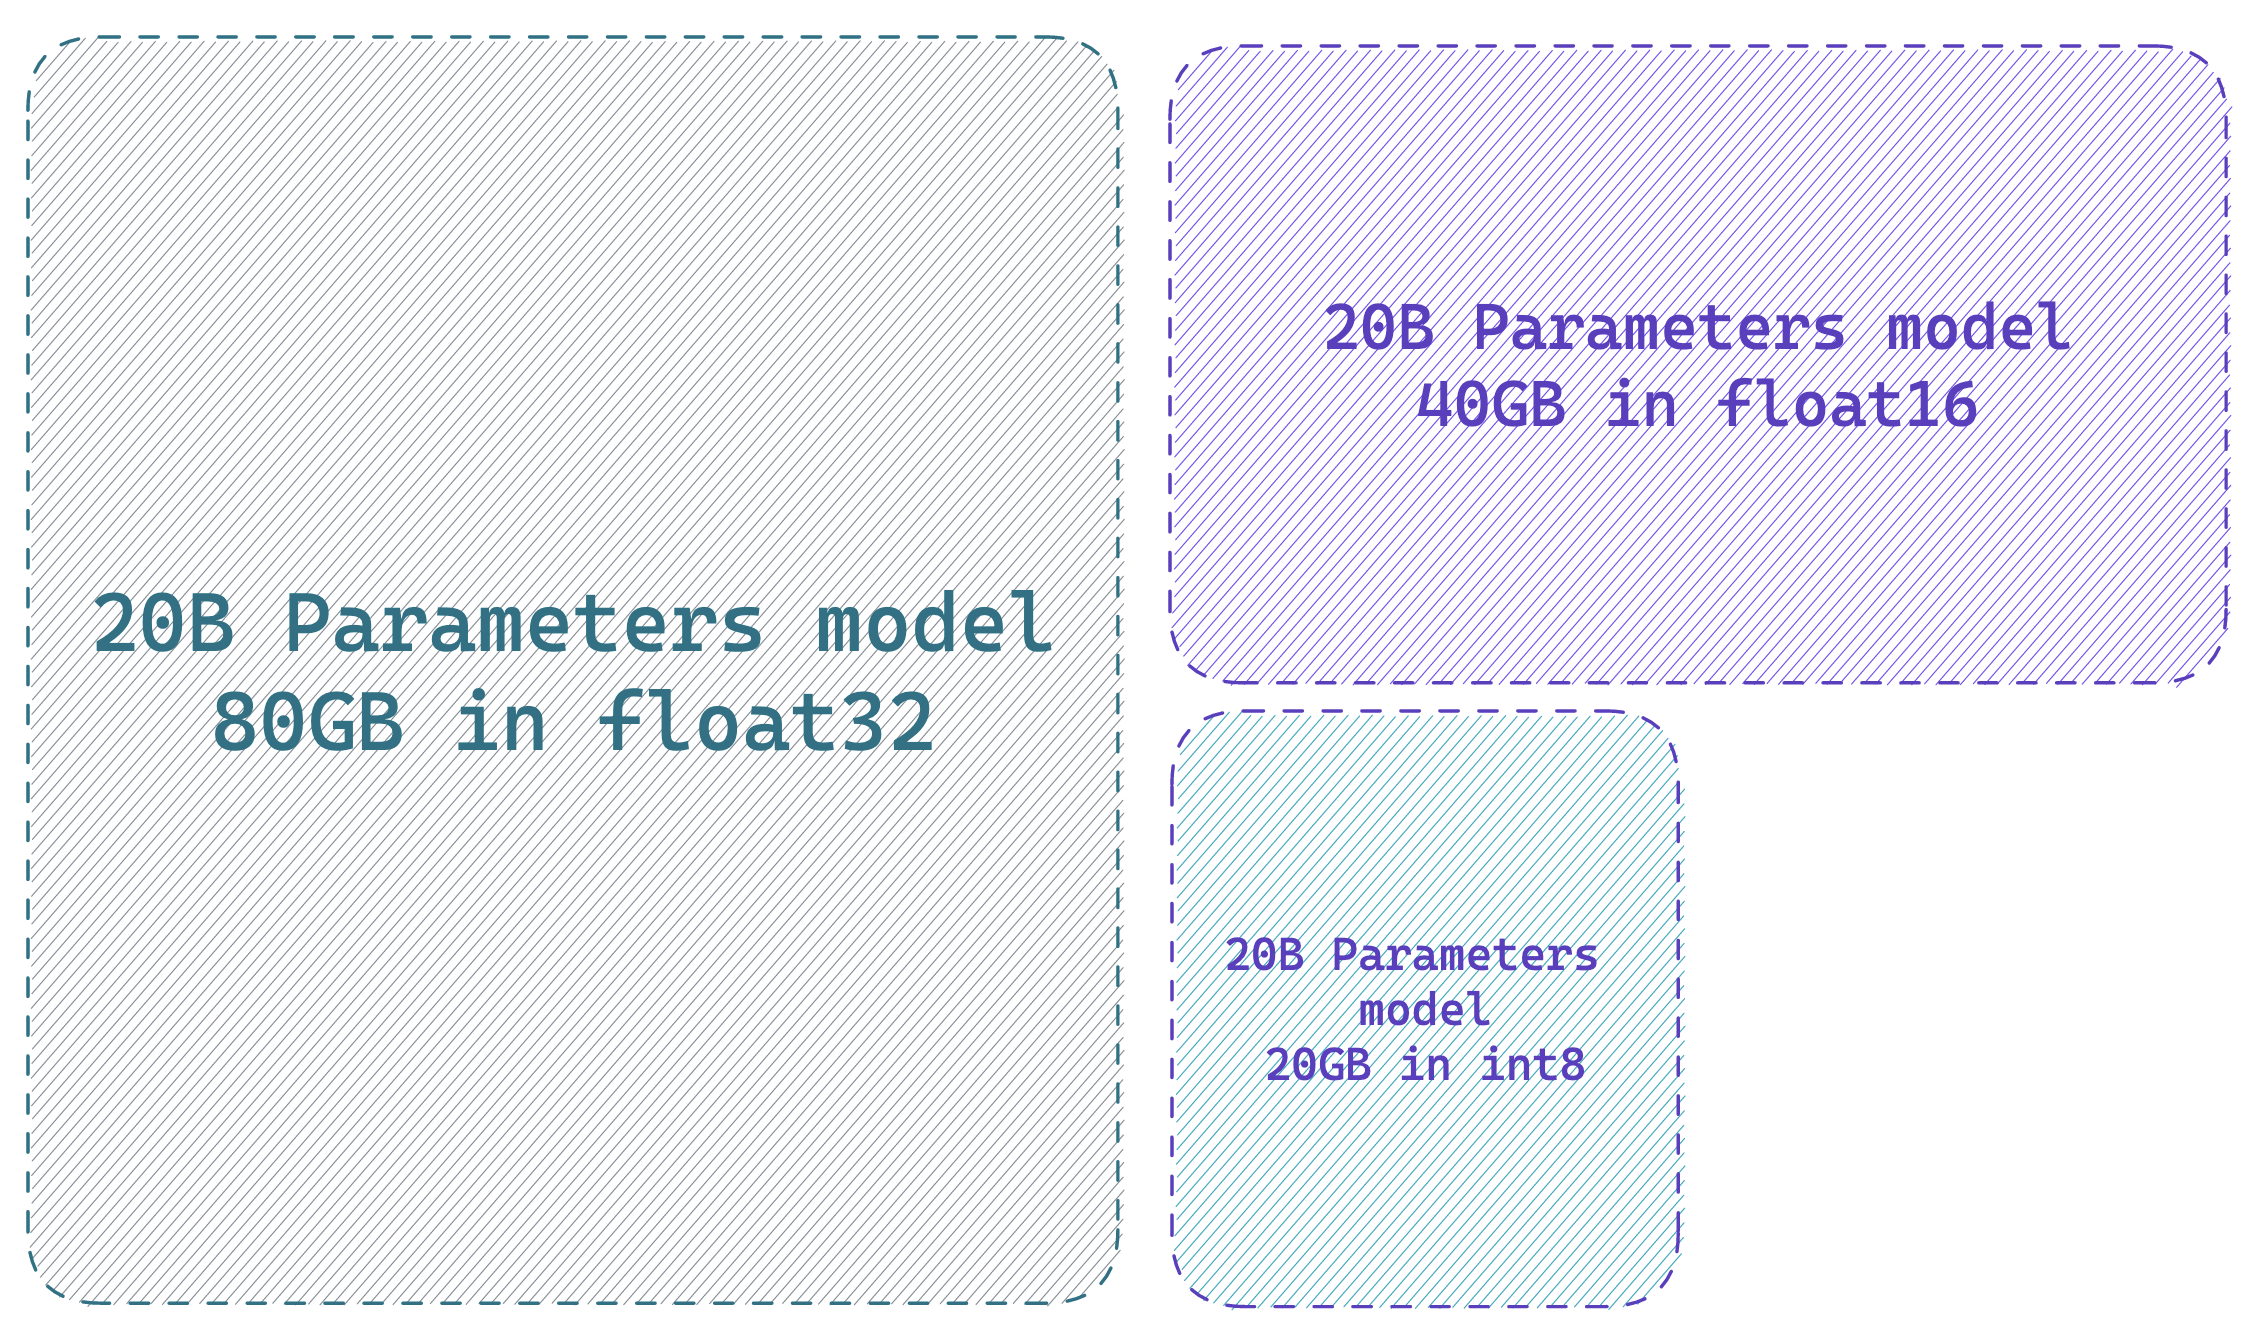 20B Parameters model
80GB in float32
20B Parameters model
40GB in float16
20B Parameters
model
20GB in int8